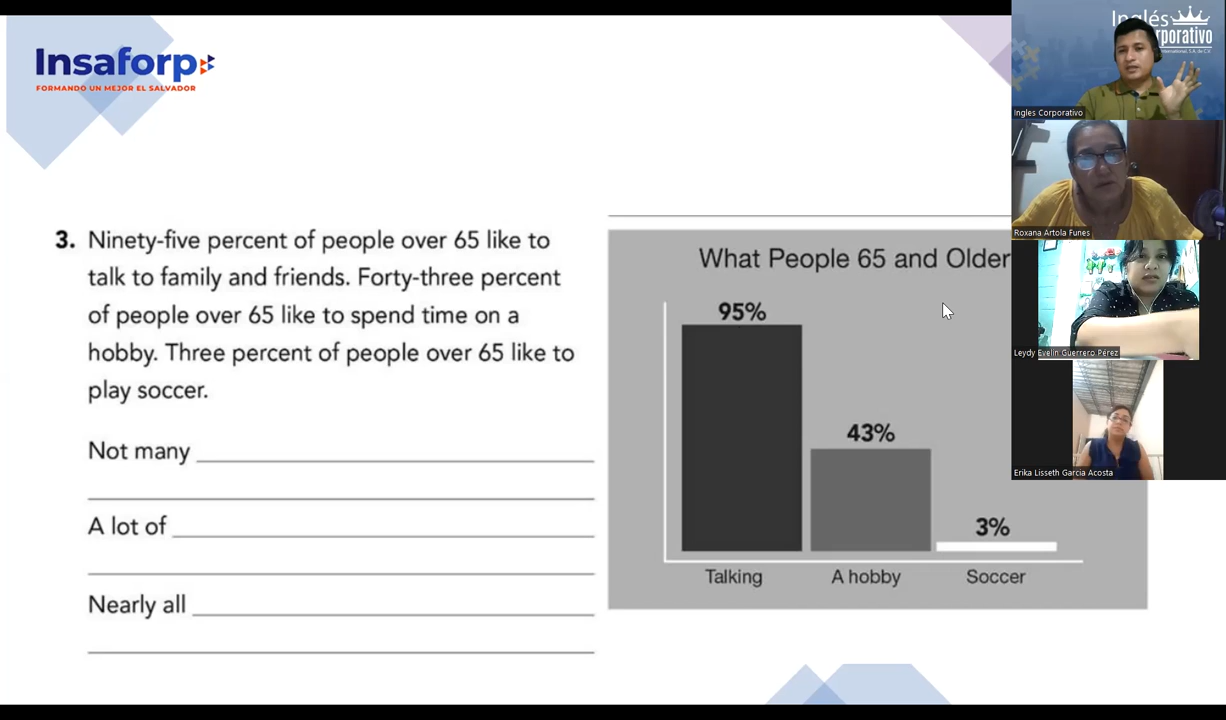 Insaforp
FORMANDO UN MEJOR EL SALVADOR
3. Ninety-five percent of people over 65 like to
talk to family and friends. Forty-three percent
of people over 65 like to spend time on a
hobby. Three percent of people over 65 like to
play soccer.
Not many
A lot of
Nearly all
What People 65 and Older
95%
43%
3%
Talking
A hobby
Soccer
Inglés
Ingles Corporativo
Roxana Artola Funes
Leydy Evelin Guerrero Pérez
Erika Lisseth Garcia Acosta